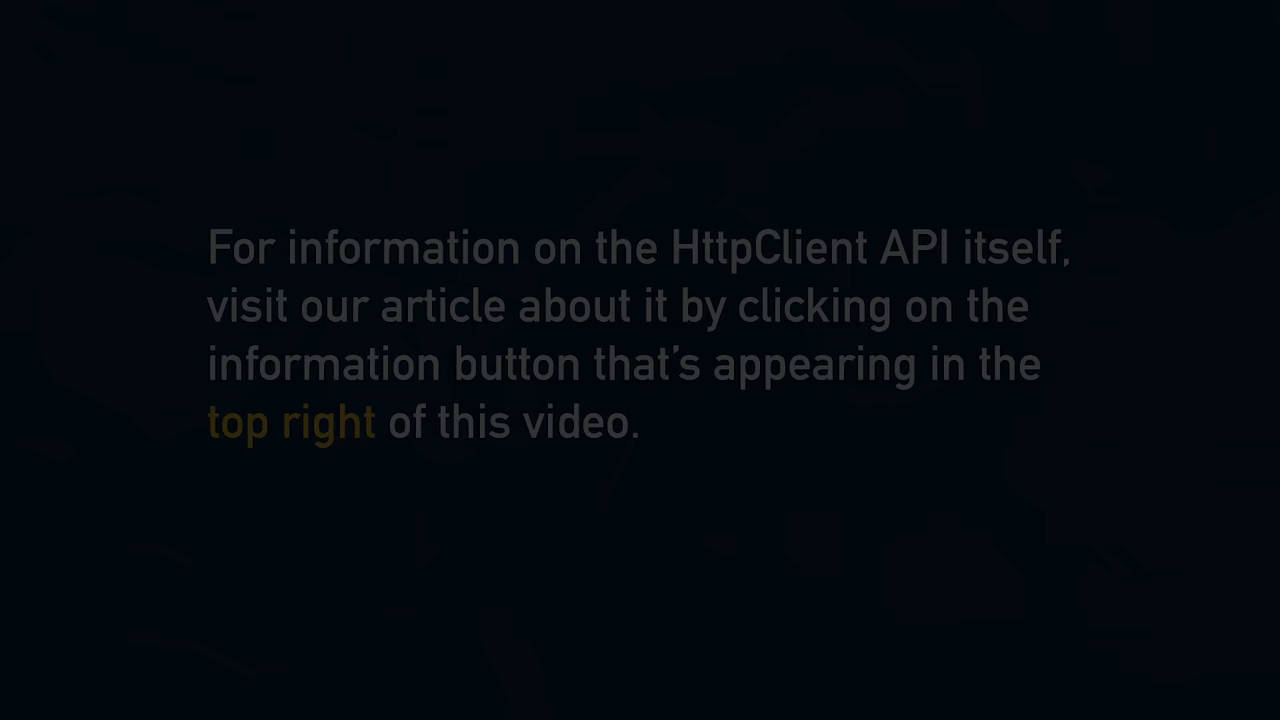 For information on the HttpClient API itself,
visit our article about it by clicking on the
information button that’s appearing in the
top right of this video.